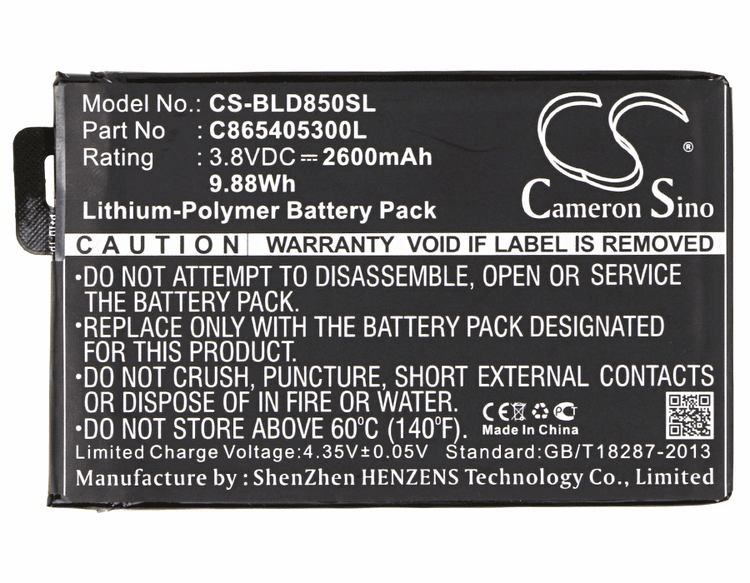 Model No.: CS-BLD850SL
Part No : C865405300L
Rating : 3.8VDC⎓2600mAh
9.88Wh
Lithium-Polymer Battery Pack
CS®
Cameron Sino
CAUTION WARRANTY VOID IF LABEL IS REMOVED
·DO NOT ATTEMPT TO DISASSEMBLE, OPEN OR SERVICE
THE BATTERY PACK.
·REPLACE ONLY WITH THE BATTERY PACK DESIGNATED
FOR THIS PRODUCT.
·DO NOT CRUSH, PUNCTURE, SHORT EXTERNAL CONTACTS
OR DISPOSE OF IN FIRE OR WATER.
·DO NOT STORE ABOVE 60°C (140°F).
CE
Made In China
Limited Charge Voltage:4.35V±0.05V Standard:GB/T18287-2013
Manufacture by : ShenZhen HENZENS Technology Co., Limited.